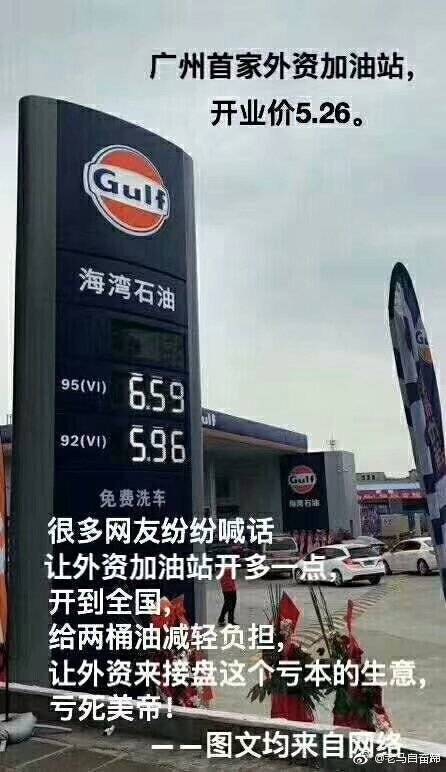 广州首家外资加油站，
开业价5.26。
Gulf
海湾石油
95(VI) 6.59
92(VI) 5.96
Gulf
免费洗车
Gulf
海湾石油
很多网友纷纷喊话
让外资加油站开多一点，
开到全国，
给两桶油减轻负担，
让外资来接盘这个亏本的生意，
亏死美帝！
——图文均来自网络
@老马自奋蹄